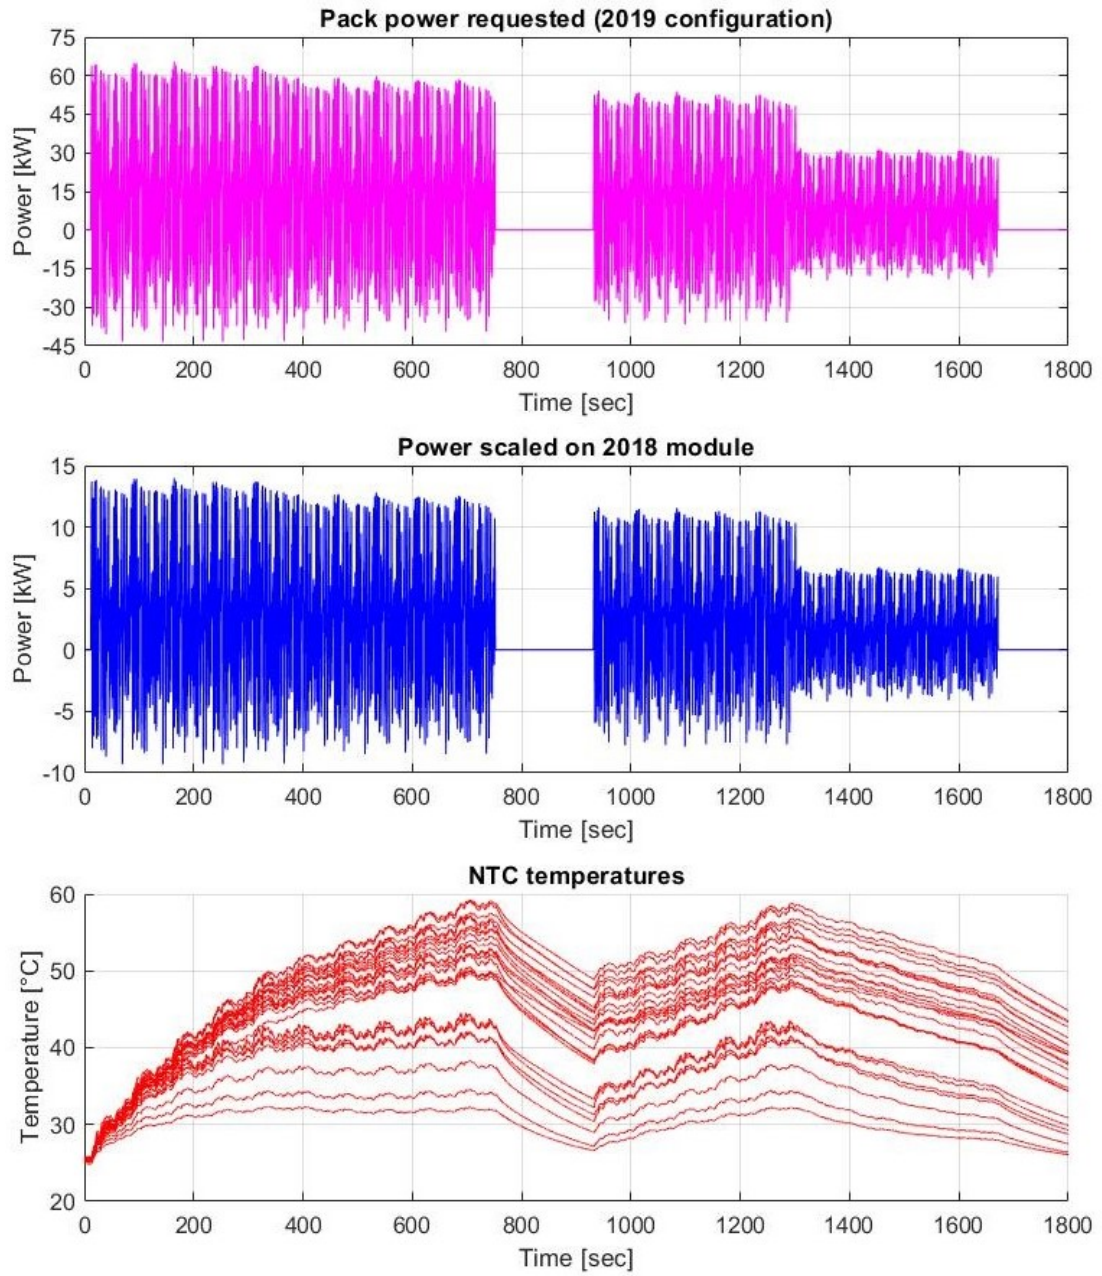 Pack power requested (2019 configuration)
75
60
45
30
15
0
-15
-30
-45
Power [kW]
0 200 400 600 800 1000 1200 1400 1600 1800
Time [sec]
Power scaled on 2018 module
15
10
5
0
-5
-10
Power [kW]
0 200 400 600 800 1000 1200 1400 1600 1800
Time [sec]
NTC temperatures
60
50
40
30
20
Temperature [°C]
0 200 400 600 800 1000 1200 1400 1600 1800
Time [sec]